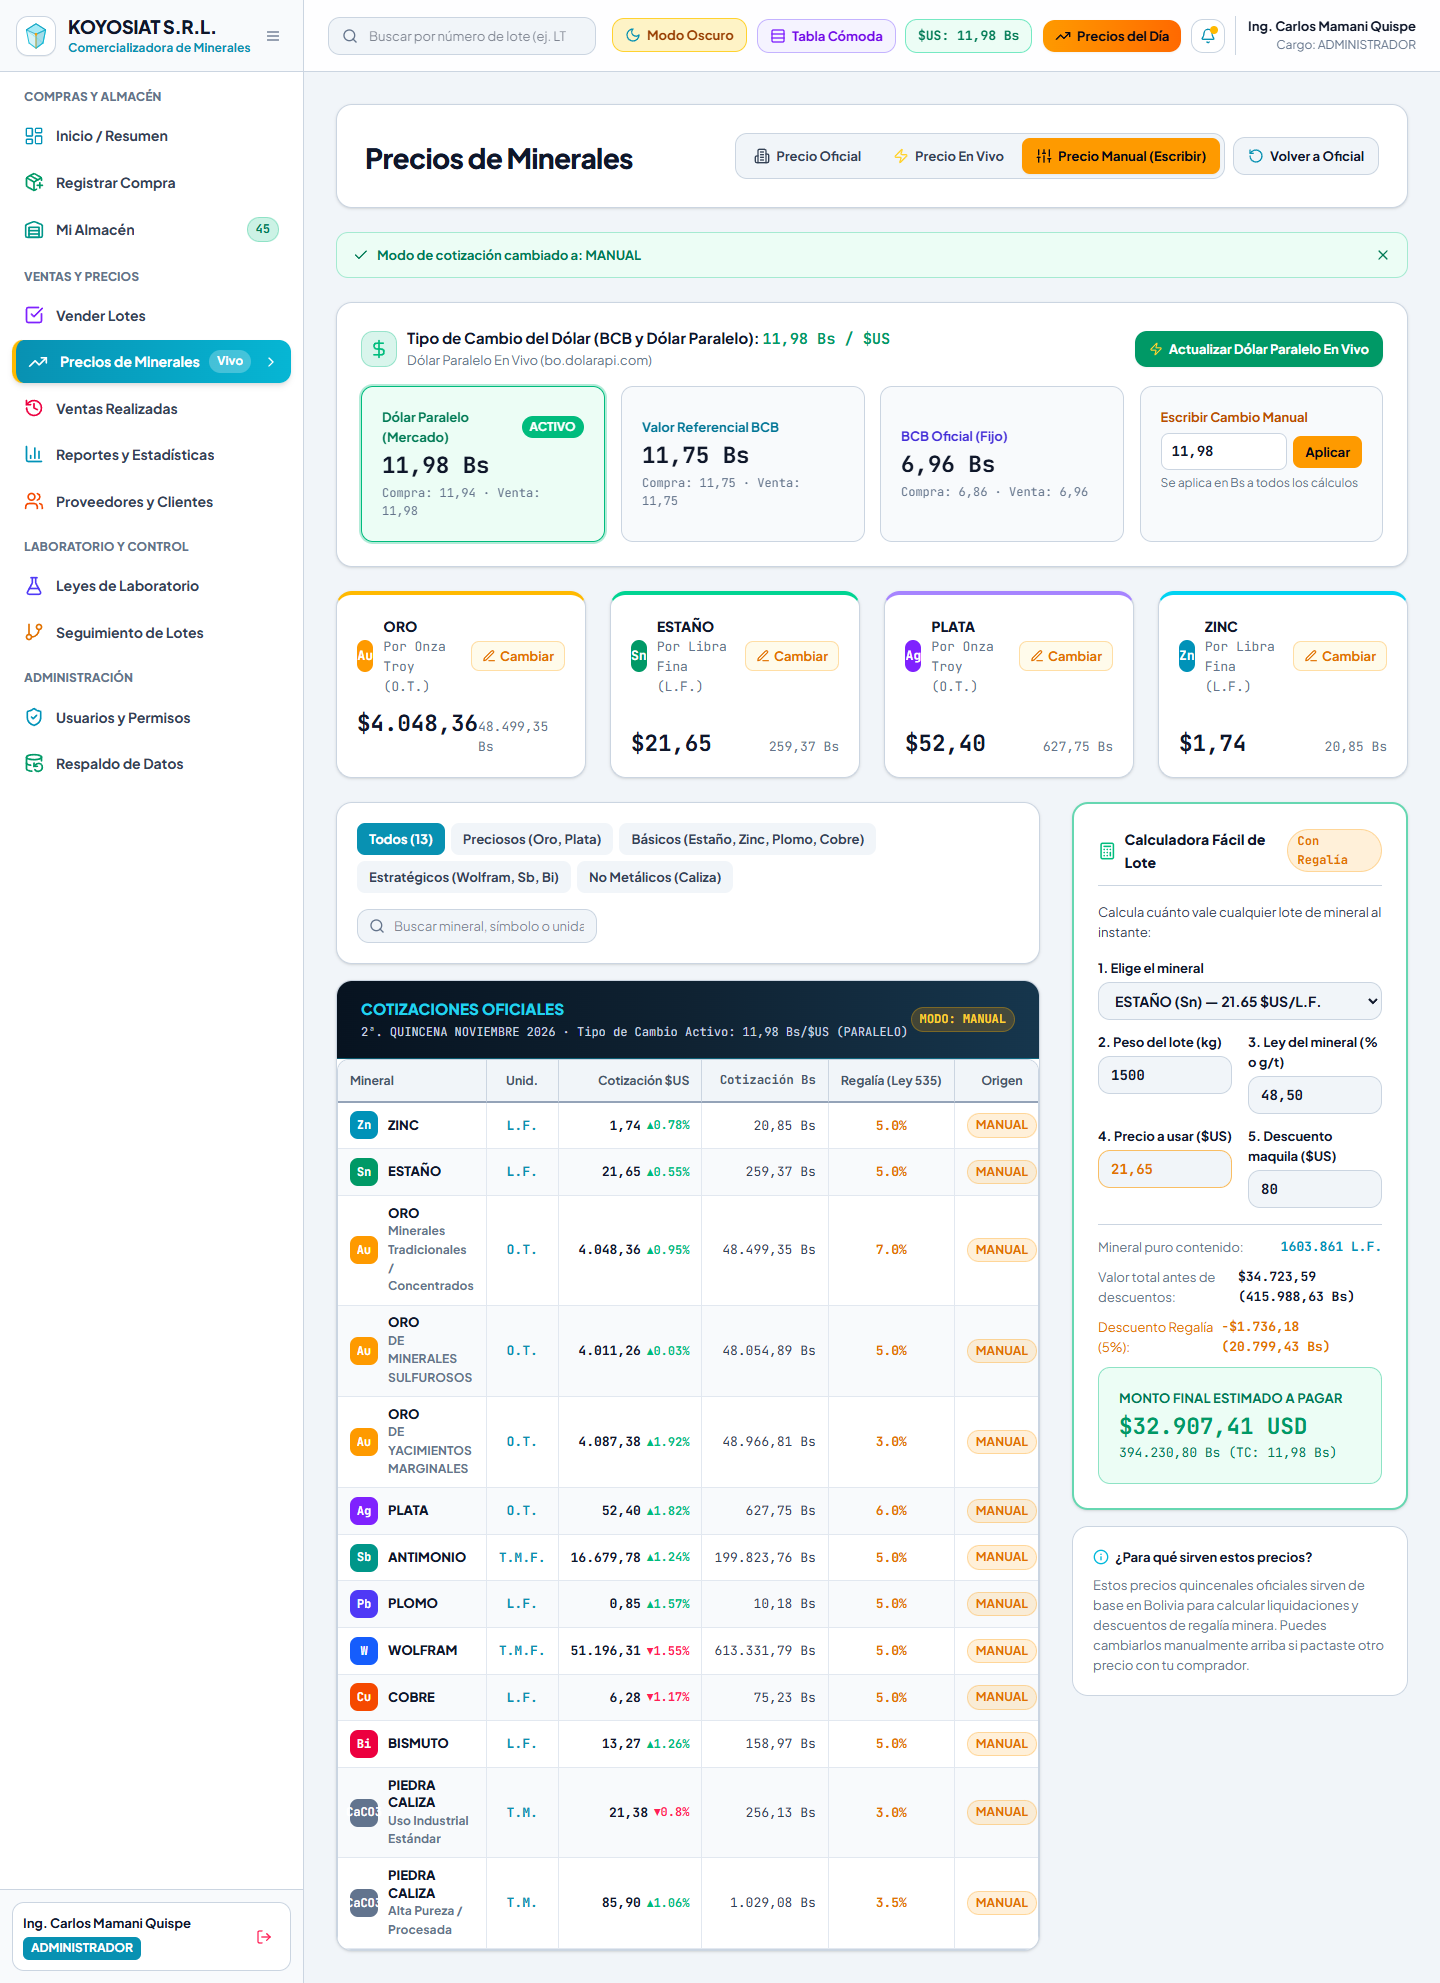 KOYOSIAT S.R.L.
Comercializadora de Minerales
Buscar por número de lote (ej. LT
Modo Oscuro
Tabla Cómoda
$US: 11,98 Bs
Precios del Día
Ing. Carlos Mamani Quispe
Cargo: ADMINISTRADOR
COMPRAS Y ALMACÉN
Inicio / Resumen
Registrar Compra
Mi Almacén
45
VENTAS Y PRECIOS
Vender Lotes
Precios de Minerales
Vivo
Ventas Realizadas
Reportes y Estadísticas
Proveedores y Clientes
LABORATORIO Y CONTROL
Leyes de Laboratorio
Seguimiento de Lotes
ADMINISTRACIÓN
Usuarios y Permisos
Respaldo de Datos
Ing. Carlos Mamani Quispe
ADMINISTRADOR
Precios de Minerales
Precio Oficial
Precio En Vivo
Precio Manual (Escribir)
Volver a Oficial
Modo de cotización cambiado a: MANUAL
Tipo de Cambio del Dólar (BCB y Dólar Paralelo): 11,98 Bs / $US
Dólar Paralelo En Vivo (bo.dolarapi.com)
Actualizar Dólar Paralelo En Vivo
Dólar Paralelo
(Mercado)
ACTIVO
11,98 Bs
Compra: 11,94 · Venta:
11,98
Valor Referencial BCB
11,75 Bs
Compra: 11,75 · Venta:
11,75
BCB Oficial (Fijo)
6,96 Bs
Compra: 6,86 · Venta: 6,96
Escribir Cambio Manual
11,98
Aplicar
Se aplica en Bs a todos los cálculos
Au
ORO
Por Onza
Troy
(O.T.)
Cambiar
$4.048,36
48.499,35
Bs
Sn
ESTAÑO
Por Libra
Fina
(L.F.)
Cambiar
$21,65
259,37 Bs
Ag
PLATA
Por Onza
Troy
(O.T.)
Cambiar
$52,40
627,75 Bs
Zn
ZINC
Por Libra
Fina
(L.F.)
Cambiar
$1,74
20,85 Bs
Todos (13)
Preciosos (Oro, Plata)
Básicos (Estaño, Zinc, Plomo, Cobre)
Estratégicos (Wolfram, Sb, Bi)
No Metálicos (Caliza)
Buscar mineral, símbolo o unida
COTIZACIONES OFICIALES
2ª. QUINCENA NOVIEMBRE 2026 · Tipo de Cambio Activo: 11,98 Bs/$US (PARALELO)
MODO: MANUAL
Mineral Unid. Cotización $US Cotización Bs Regalía (Ley 535) Origen
Zn ZINC L.F. 1,74 ▲0.78% 20,85 Bs 5.0% MANUAL
Sn ESTAÑO L.F. 21,65 ▲0.55% 259,37 Bs 5.0% MANUAL
Au ORO
Minerales
Tradicionales
/
Concentrados
O.T. 4.048,36 ▲0.95% 48.499,35 Bs 7.0% MANUAL
Au ORO
DE
MINERALES
SULFUROSOS
O.T. 4.011,26 ▲0.03% 48.054,89 Bs 5.0% MANUAL
Au ORO
DE
YACIMIENTOS
MARGINALES
O.T. 4.087,38 ▲1.92% 48.966,81 Bs 3.0% MANUAL
Ag PLATA O.T. 52,40 ▲1.82% 627,75 Bs 6.0% MANUAL
Sb ANTIMONIO T.M.F. 16.679,78 ▲1.24% 199.823,76 Bs 5.0% MANUAL
Pb PLOMO L.F. 0,85 ▲1.57% 10,18 Bs 5.0% MANUAL
W WOLFRAM T.M.F. 51.196,31 ▼1.55% 613.331,79 Bs 5.0% MANUAL
Cu COBRE L.F. 6,28 ▼1.17% 75,23 Bs 5.0% MANUAL
Bi BISMUTO L.F. 13,27 ▲1.26% 158,97 Bs 5.0% MANUAL
CaCO3 PIEDRA
CALIZA
Uso Industrial
Estándar
T.M. 21,38 ▼0.8% 256,13 Bs 3.0% MANUAL
CaCO3 PIEDRA
CALIZA
Alta Pureza /
Procesada
T.M. 85,90 ▲1.06% 1.029,08 Bs 3.5% MANUAL
Calculadora Fácil de
Lote
Con
Regalía
Calcula cuánto vale cualquier lote de mineral al
instante:
1. Elige el mineral
ESTAÑO (Sn) — 21.65 $US/L.F.
2. Peso del lote (kg)
1500
3. Ley del mineral (%
o g/t)
48,50
4. Precio a usar ($US)
21,65
5. Descuento
maquila ($US)
80
Mineral puro contenido: 1603.861 L.F.
Valor total antes de
descuentos:
$34.723,59
(415.988,63 Bs)
Descuento Regalía
(5%):
-$1.736,18
(20.799,43 Bs)
MONTO FINAL ESTIMADO A PAGAR
$32.907,41 USD
394.230,80 Bs (TC: 11,98 Bs)
¿Para qué sirven estos precios?
Estos precios quincenales oficiales sirven de
base en Bolivia para calcular liquidaciones y
descuentos de regalía minera. Puedes
cambiarlos manualmente arriba si pactaste otro
precio con tu comprador.